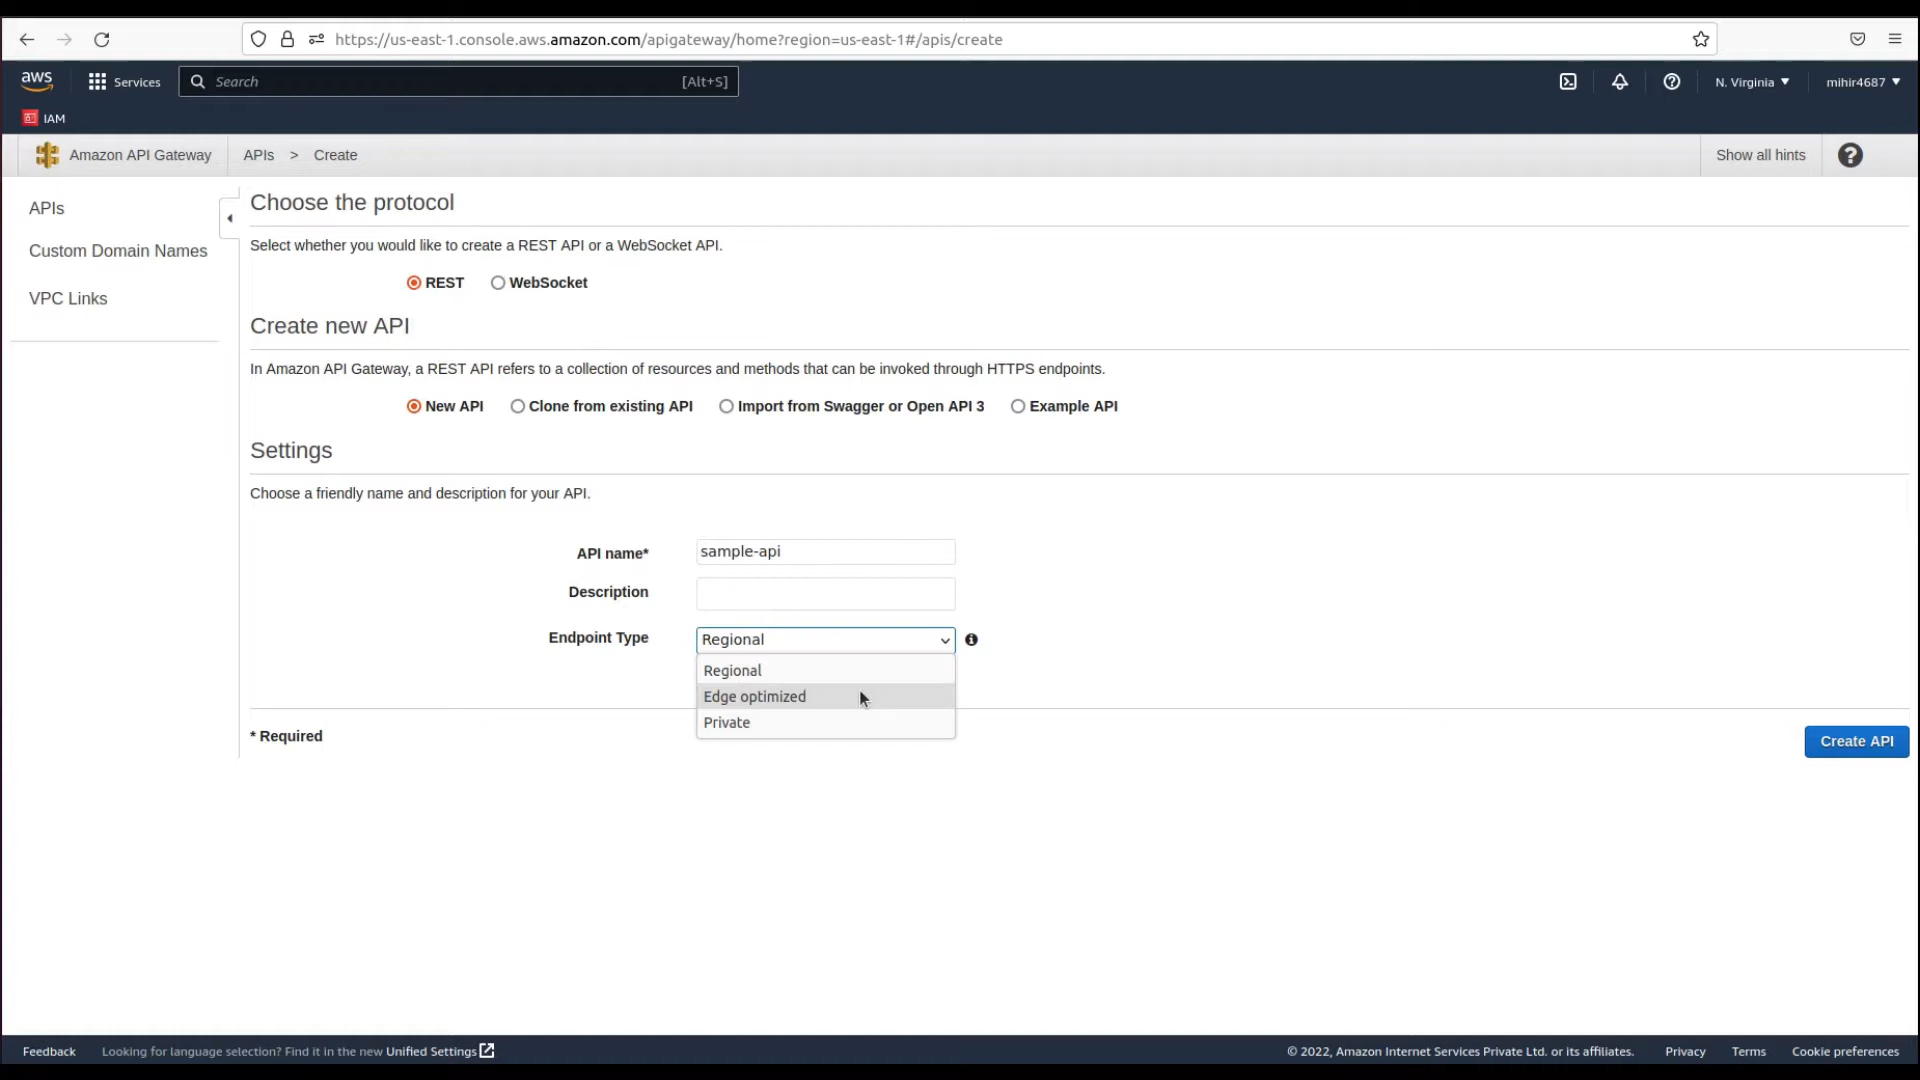 https://us-east-1.console.aws.amazon.com/apigateway/home?region=us-east-1#/apis/create
aws Services Search [Alt+S] N. Virginia mihir4687
IAM
Amazon API Gateway APIs > Create Show all hints ?
APIs
Custom Domain Names
VPC Links
Choose the protocol
Select whether you would like to create a REST API or a WebSocket API.
REST WebSocket
Create new API
In Amazon API Gateway, a REST API refers to a collection of resources and methods that can be invoked through HTTPS endpoints.
New API Clone from existing API Import from Swagger or Open API 3 Example API
Settings
Choose a friendly name and description for your API.
API name* sample-api
Description
Endpoint Type Regional
Regional
Edge optimized
Private
* Required
Create API
Feedback Looking for language selection? Find it in the new Unified Settings © 2022, Amazon Internet Services Private Ltd. or its affiliates. Privacy Terms Cookie preferences